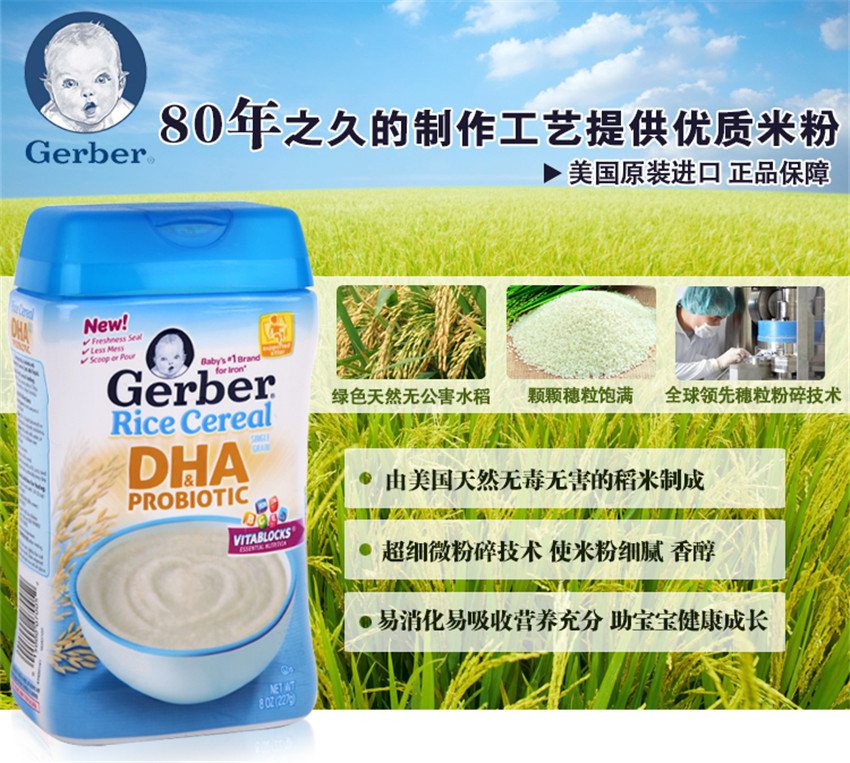 Gerber®
80年之久的制作工艺提供优质米粉
▶美国原装进口 正品保障
New!
✓ Freshness Seal
✓ Less Mess
✓ Scoop or Pour
Baby's #1 Brand
for Iron*
Gerber®
Rice Cereal
SINGLE
GRAIN
DHA
&
PROBIOTIC
VITABLOCKS®
ESSENTIAL NUTRITION
NET WT
8 OZ (227g)
绿色天然无公害水稻
颗颗穗粒饱满
全球领先穗粒粉碎技术
由美国天然无毒无害的稻米制成
超细微粉碎技术 使米粉细腻 香醇
易消化易吸收营养充分 助宝宝健康成长